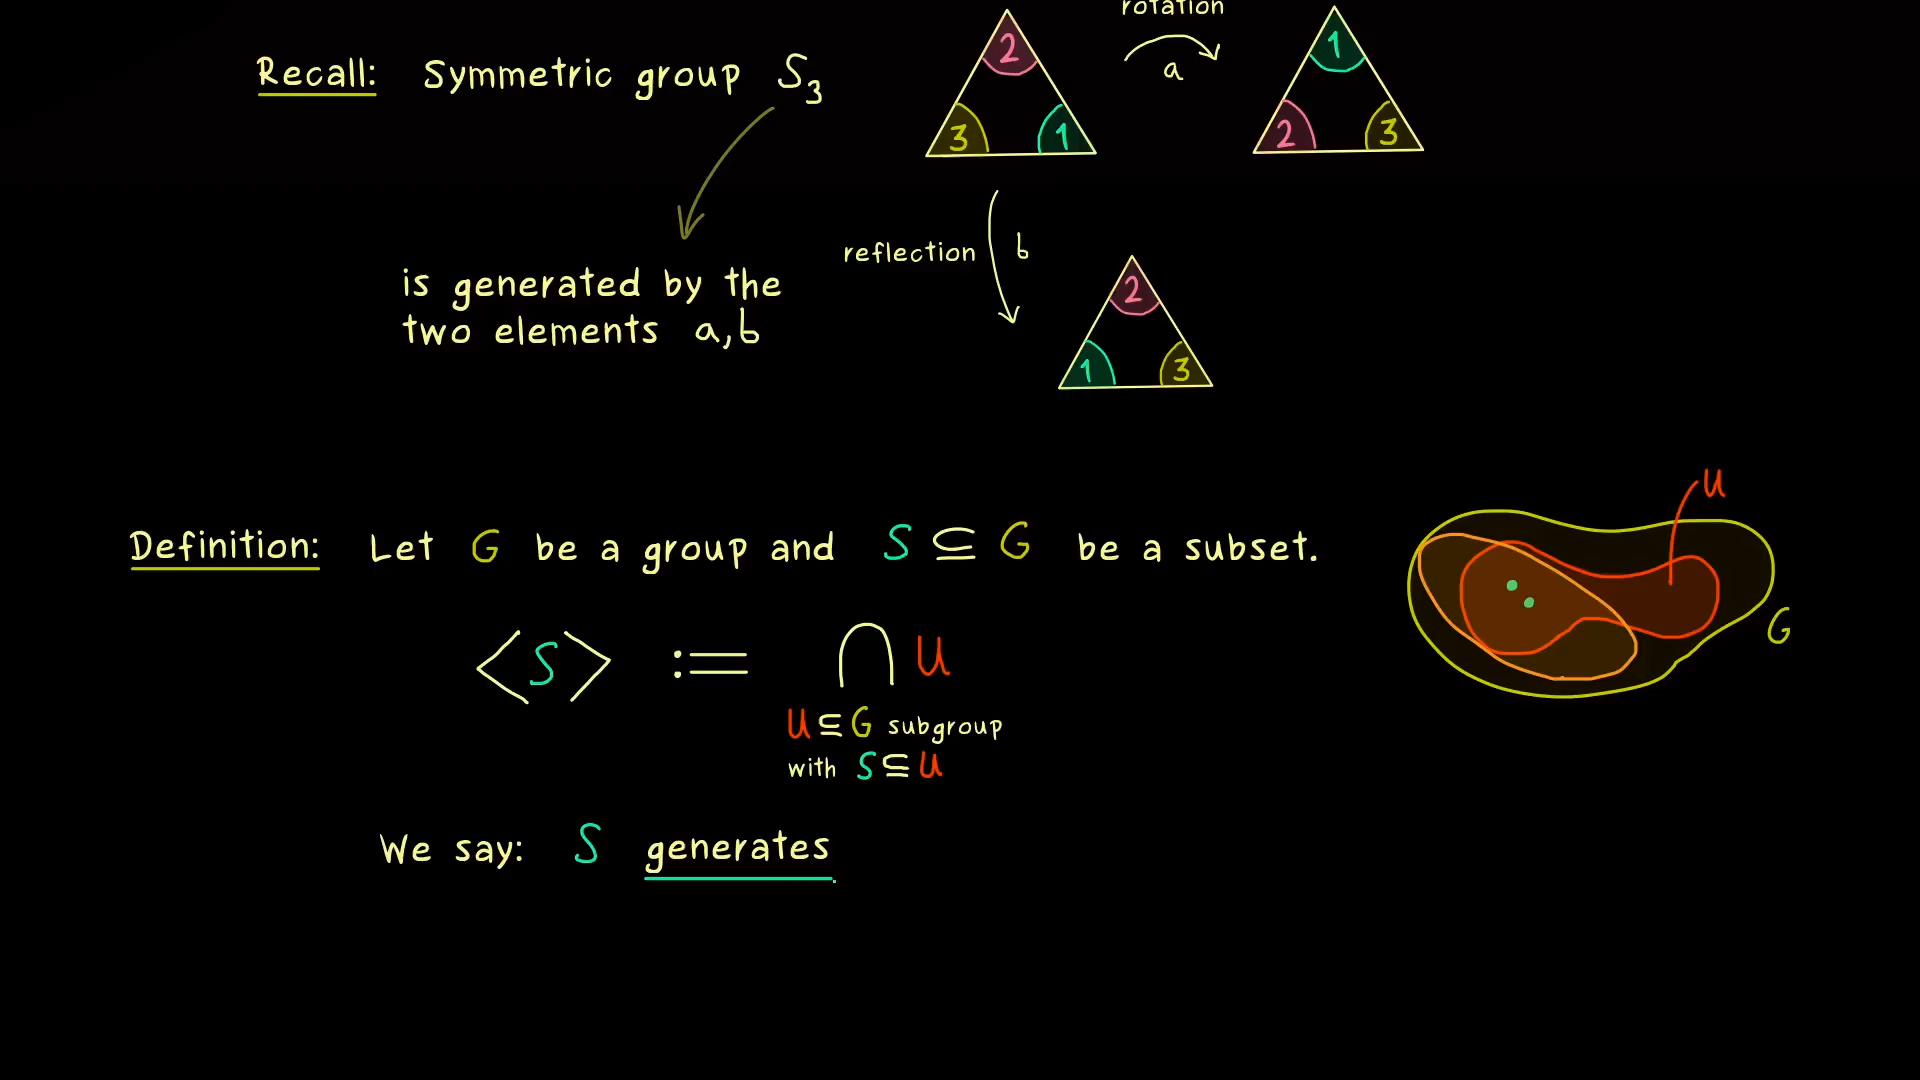 rotation
Recall: Symmetric group S₃
2
3 1
a
1
2 3
reflection b
is generated by the
two elements a,b
2
1 3
U
Definition: Let G be a group and S ⊆ G be a subset.
G
⟨S⟩ := ⋂ U
U ⊆ G subgroup
with S ⊆ U
We say: S generates